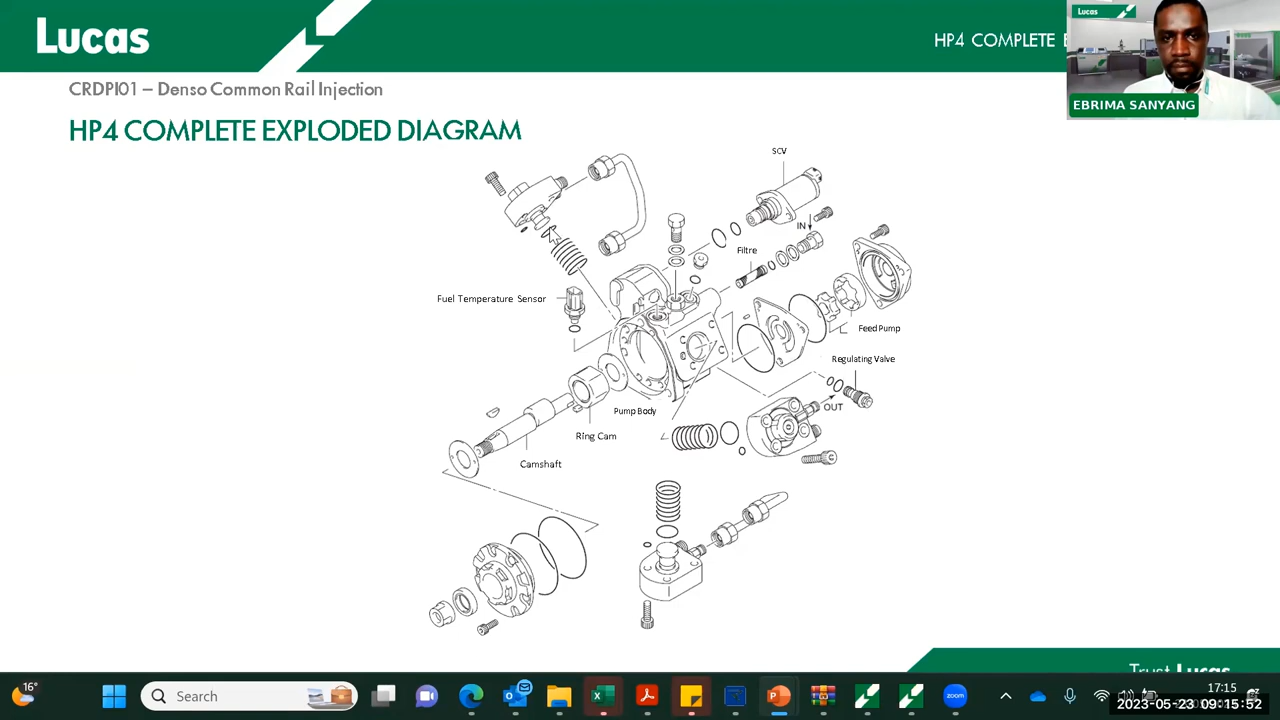 Lucas
HP4 COMPLETE E
Lucas
EBRIMA SANYANG
CRDPI01 – Denso Common Rail Injection
HP4 COMPLETE EXPLODED DIAGRAM
SCV
IN
Filtre
Fuel Temperature Sensor
Feed Pump
Regulating Valve
OUT
Pump Body
Ring Cam
Camshaft
Trust Lucas
16°
Search
zoom
17:15
2023-05-23 09:15:52